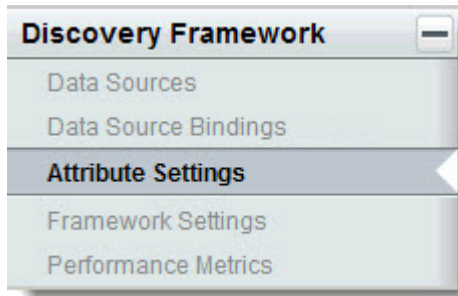 Discovery Framework
Data Sources
Data Source Bindings
Attribute Settings
Framework Settings
Performance Metrics